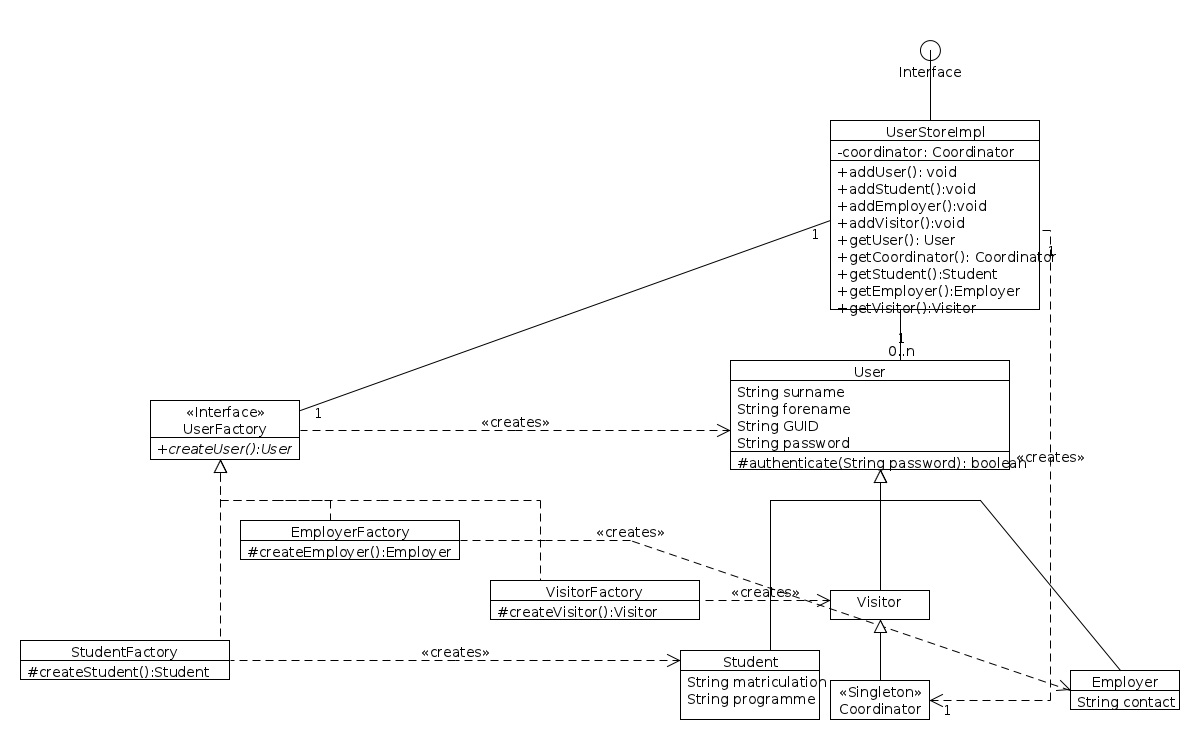 Interface
UserStoreImpl
-coordinator: Coordinator
+addUser(): void
+addStudent():void
+addEmployer():void
+addVisitor():void
+getUser(): User
+getCoordinator(): Coordinator
+getStudent():Student
+getEmployer():Employer
+getVisitor():Visitor
1
1
1
0..n
User
String surname
String forename
String GUID
String password
#authenticate(String password): boolean
«Interface»
UserFactory
+createUser():User
1
«creates»
«creates»
EmployerFactory
#createEmployer():Employer
«creates»
VisitorFactory
#createVisitor():Visitor
«creates»
Visitor
StudentFactory
#createStudent():Student
«creates»
Student
String matriculation
String programme
«Singleton»
Coordinator
1
Employer
String contact